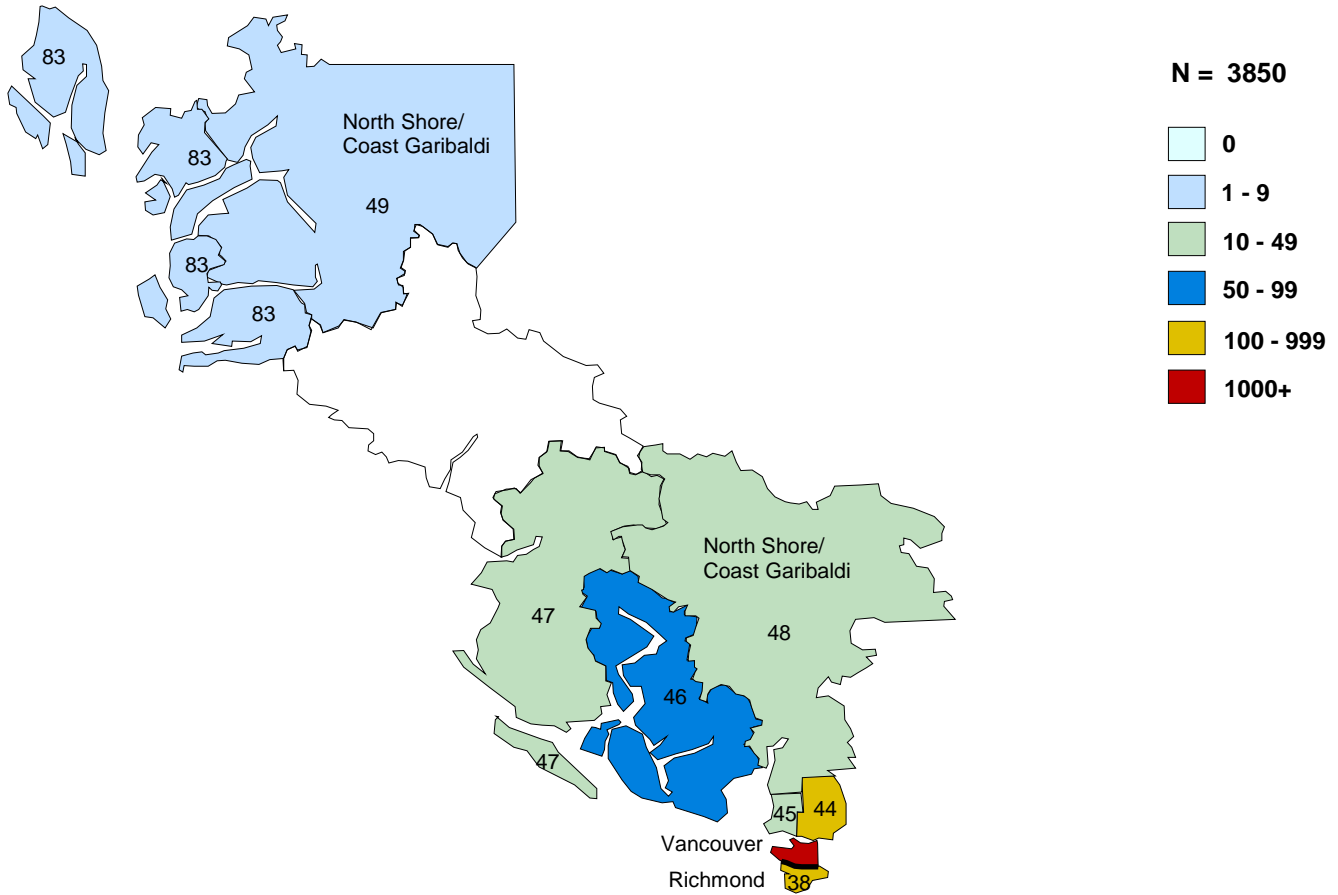 83
N = 3850
North Shore/
Coast Garibaldi
0
83
1 - 9
49
10 - 49
83
50 - 99
83
100 - 999
1000+
North Shore/
Coast Garibaldi
47
48
46
47
45
44
Vancouver
Richmond
38